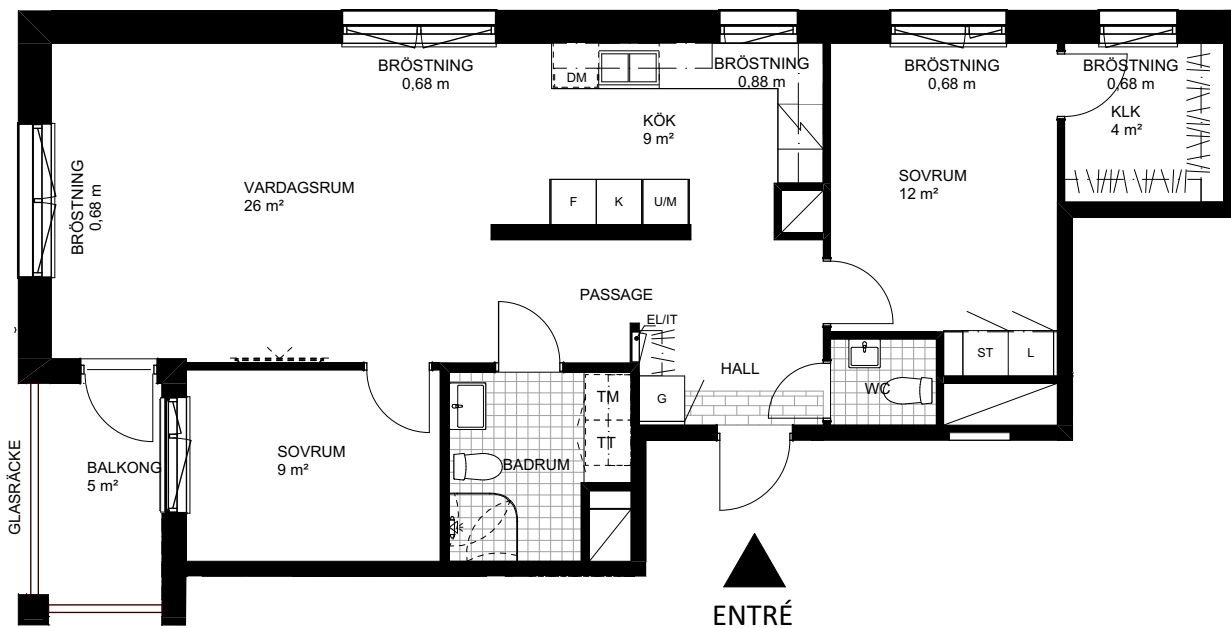 BRÖSTNING
0,68 m
BRÖSTNING
0,88 m
BRÖSTNING
0,68 m
BRÖSTNING
0,68 m
DM
KÖK
9 m²
KLK
4 m²
BRÖSTNING
0,68 m
VARDAGSRUM
26 m²
SOVRUM
12 m²
F
K
U/M
PASSAGE
EL/IT
ST
L
HALL
WC
G
TM
TT
SOVRUM
9 m²
BADRUM
BALKONG
5 m²
GLASRÄCKE
ENTRÉ